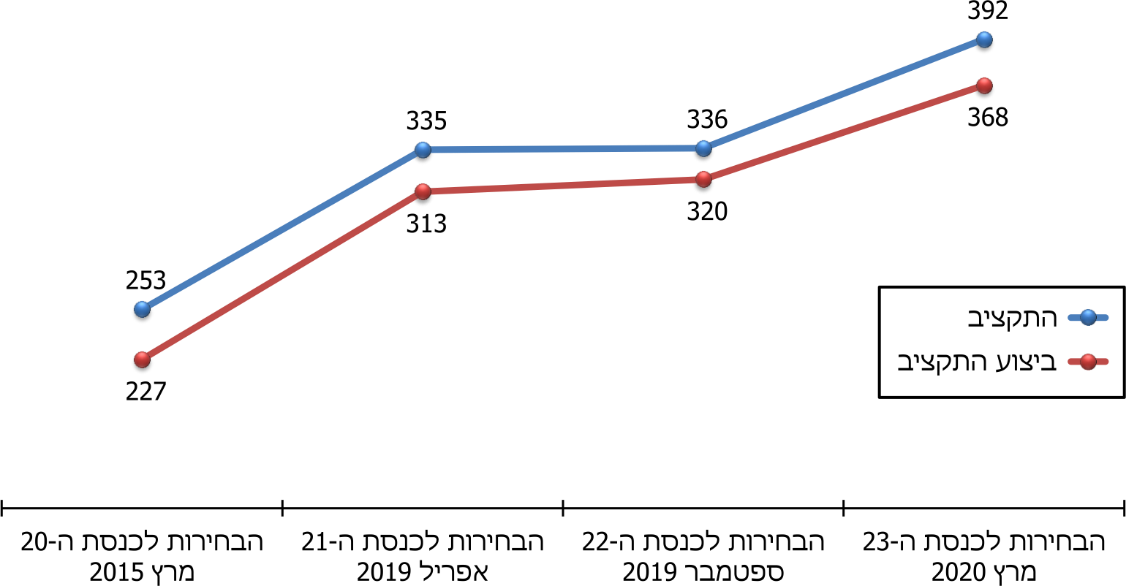 392
335
336
368
313
320
253
227
התקציב
ביצוע התקציב
הבחירות לכנסת ה-20
מרץ 2015
הבחירות לכנסת ה-21
אפריל 2019
הבחירות לכנסת ה-22
ספטמבר 2019
הבחירות לכנסת ה-23
מרץ 2020